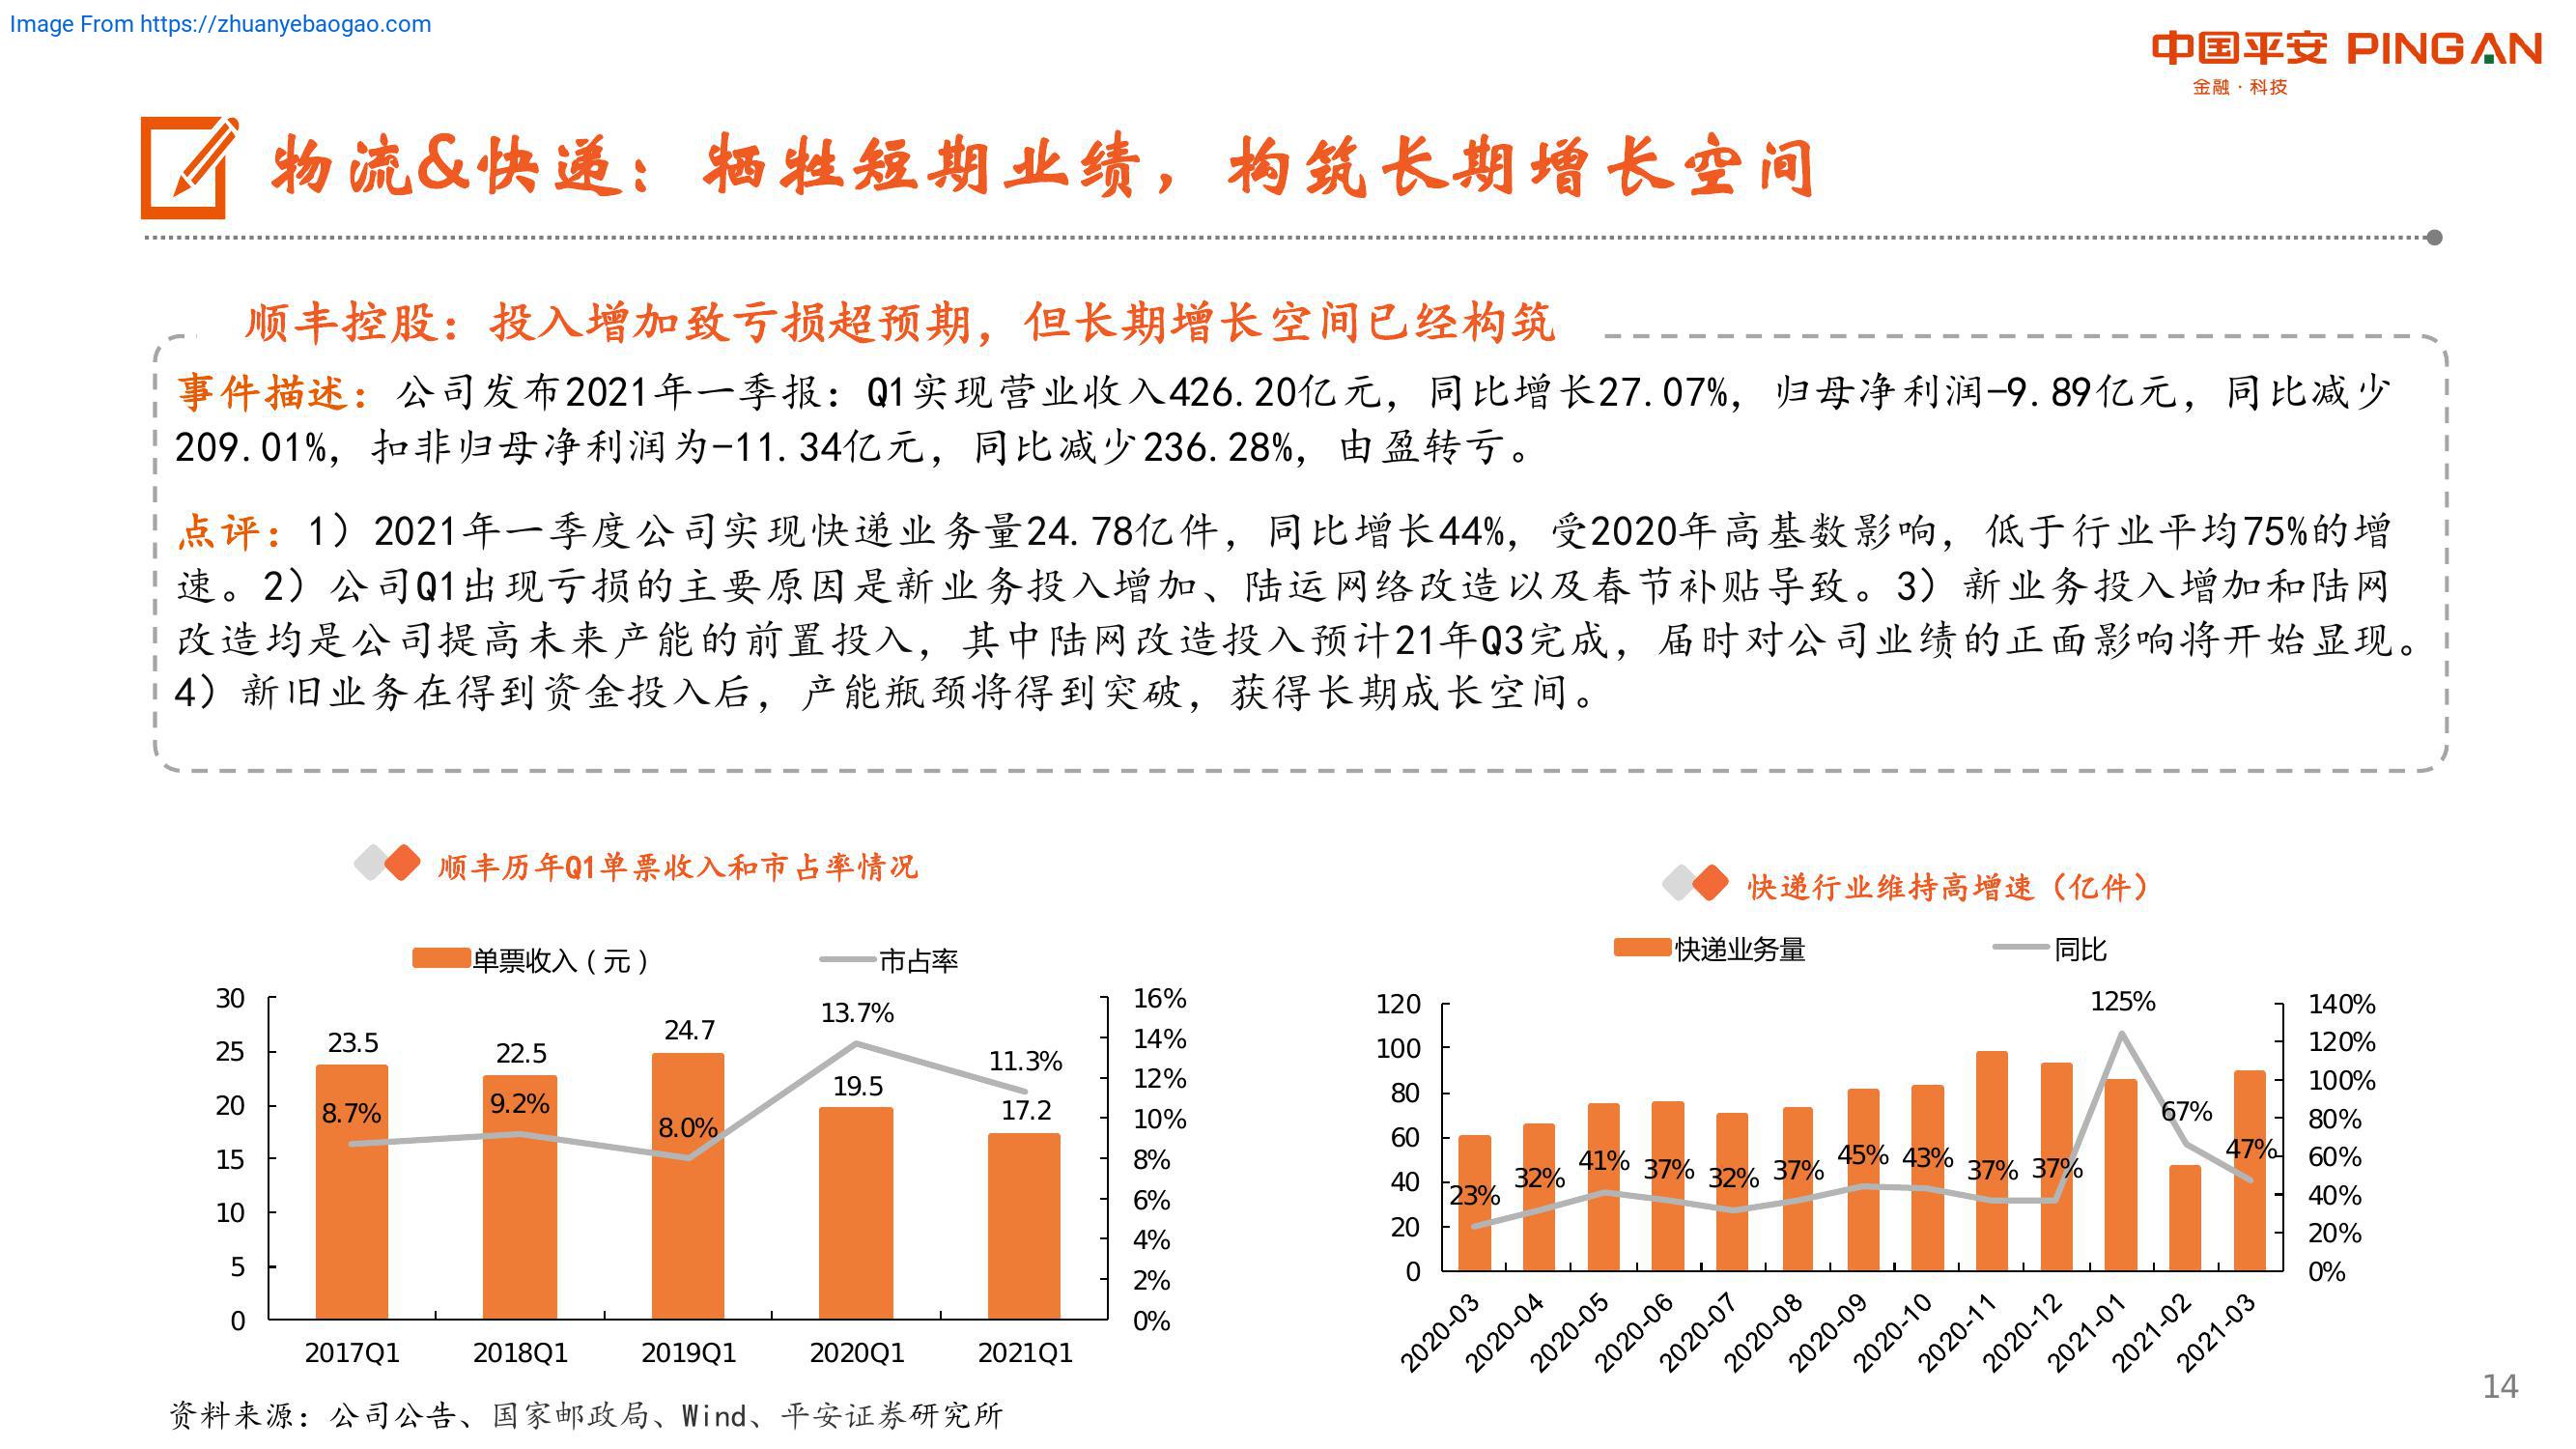 Image From https://zhuanyebaogao.com
中国平安 PINGAN
金融·科技
物流&快递：牺牲短期业绩，构筑长期增长空间
顺丰控股：投入增加致亏损超预期，但长期增长空间已经构筑
事件描述：公司发布2021年一季报：Q1实现营业收入426.20亿元，同比增长27.07%，归母净利润-9.89亿元，同比减少
209.01%，扣非归母净利润为-11.34亿元，同比减少236.28%，由盈转亏。
点评：1）2021年一季度公司实现快递业务量24.78亿件，同比增长44%，受2020年高基数影响，低于行业平均75%的增
速。2）公司Q1出现亏损的主要原因是新业务投入增加、陆运网络改造以及春节补贴导致。3）新业务投入增加和陆网
改造均是公司提高未来产能的前置投入，其中陆网改造投入预计21年Q3完成，届时对公司业绩的正面影响将开始显现。
4）新旧业务在得到资金投入后，产能瓶颈将得到突破，获得长期成长空间。
顺丰历年Q1单票收入和市占率情况
单票收入（元） 市占率
30
25
20
15
10
5
0
23.5
22.5
24.7
19.5
17.2
8.7%
9.2%
8.0%
13.7%
11.3%
16%
14%
12%
10%
8%
6%
4%
2%
0%
2017Q1 2018Q1 2019Q1 2020Q1 2021Q1
快递行业维持高增速（亿件）
快递业务量 同比
120
100
80
60
40
20
0
23% 32% 41% 37% 32% 37% 45% 43% 37% 37% 125% 67% 47%
140%
120%
100%
80%
60%
40%
20%
0%
2020-03 2020-04 2020-05 2020-06 2020-07 2020-08 2020-09 2020-10 2020-11 2020-12 2021-01 2021-02 2021-03
资料来源：公司公告、国家邮政局、Wind、平安证券研究所
14